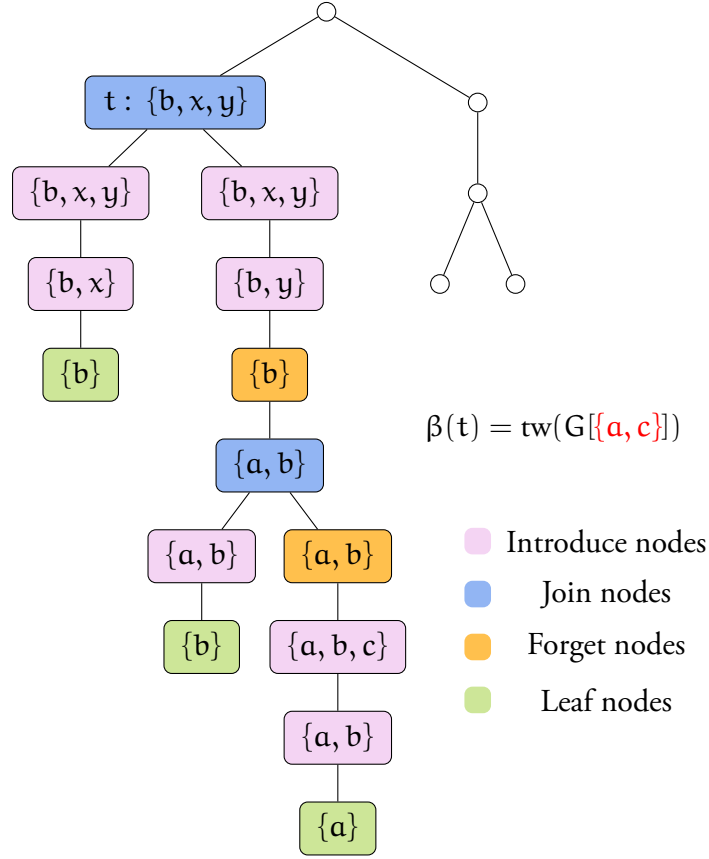 t : {b, x, y}
{b, x, y} {b, x, y}
{b, x} {b, y}
{b} {b}
β(t) = tw(G[{a, c}])
{a, b}
{a, b} {a, b}
Introduce nodes
Join nodes
{b} {a, b, c}
Forget nodes
Leaf nodes
{a, b}
{a}